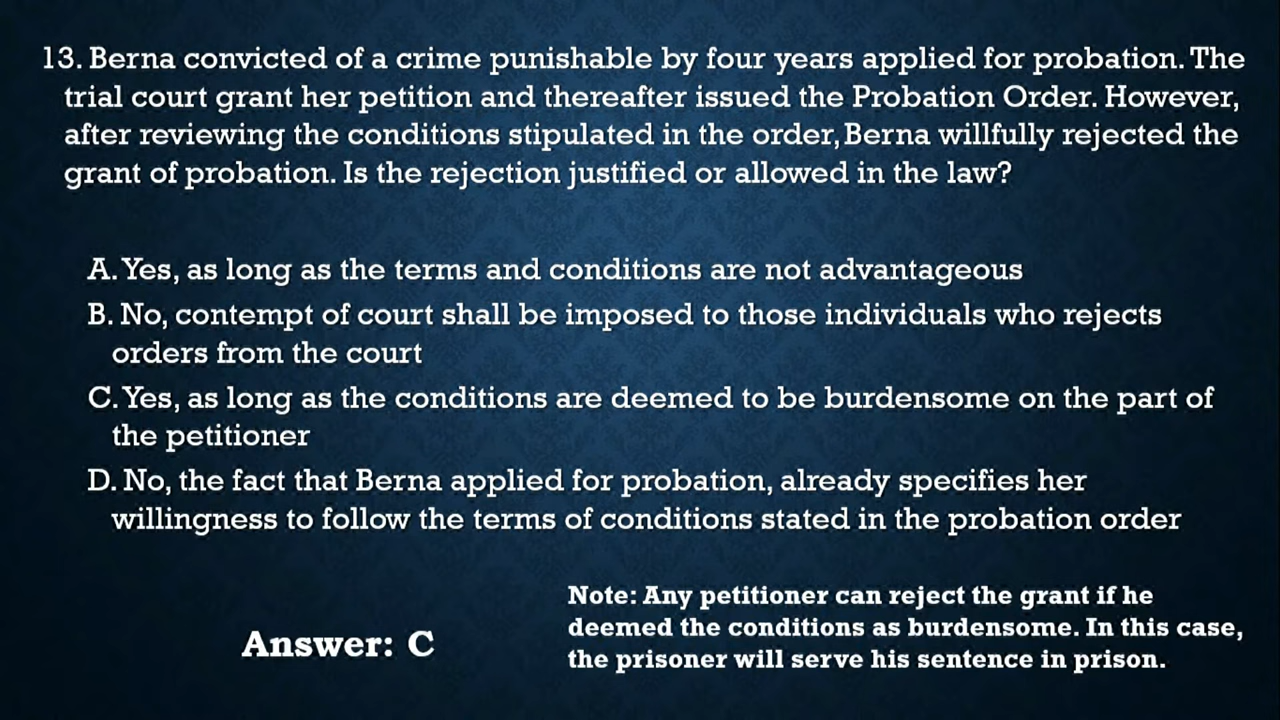 13. Berna convicted of a crime punishable by four years applied for probation. The
trial court grant her petition and thereafter issued the Probation Order. However,
after reviewing the conditions stipulated in the order, Berna willfully rejected the
grant of probation. Is the rejection justified or allowed in the law?
A. Yes, as long as the terms and conditions are not advantageous
B. No, contempt of court shall be imposed to those individuals who rejects
orders from the court
C. Yes, as long as the conditions are deemed to be burdensome on the part of
the petitioner
D. No, the fact that Berna applied for probation, already specifies her
willingness to follow the terms of conditions stated in the probation order
Answer: C
Note: Any petitioner can reject the grant if he
deemed the conditions as burdensome. In this case,
the prisoner will serve his sentence in prison.